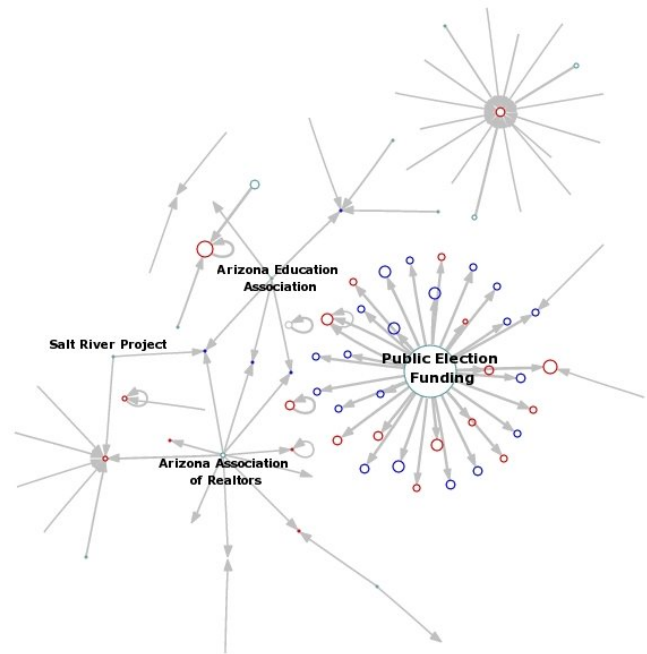 Arizona Education
Association
Salt River Project
Public Election
Funding
Arizona Association
of Realtors